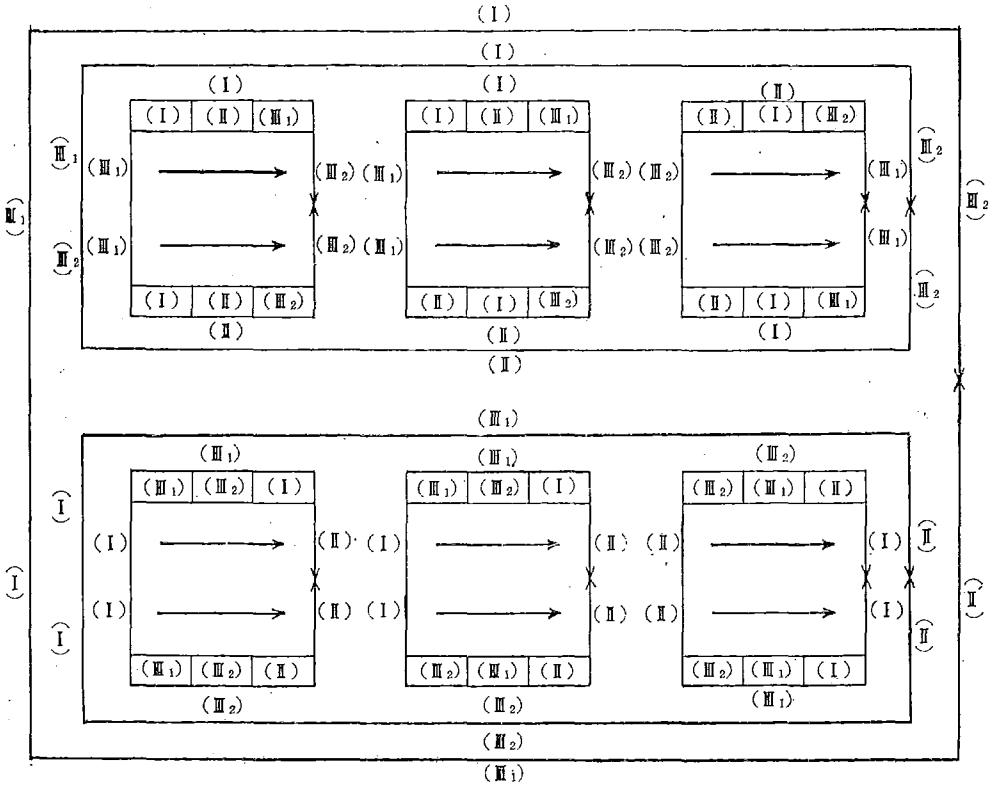 (Ⅰ)
(Ⅰ)
(Ⅰ) (Ⅰ) (Ⅱ)
(Ⅰ) (Ⅱ) (Ⅲ₁) (Ⅰ) (Ⅱ) (Ⅲ₁) (Ⅱ) (Ⅰ) (Ⅲ₂)
(Ⅲ₁) (Ⅲ₂)
(Ⅲ₁) (Ⅲ₂) (Ⅲ₁) (Ⅲ₂) (Ⅲ₂) (Ⅲ₁)
(Ⅲ₁) (Ⅲ₂)
(Ⅲ₁) (Ⅲ₂) (Ⅲ₁) (Ⅲ₂) (Ⅲ₂) (Ⅲ₁)
(Ⅲ₂) (Ⅲ₂)
(Ⅰ) (Ⅱ) (Ⅲ₂) (Ⅱ) (Ⅰ) (Ⅲ₂) (Ⅱ) (Ⅰ) (Ⅲ₁)
(Ⅱ) (Ⅱ) (Ⅰ)
(Ⅱ)
(Ⅲ₁)
(Ⅲ₁) (Ⅲ₁) (Ⅲ₂)
(Ⅲ₁) (Ⅲ₂) (Ⅰ) (Ⅲ₁) (Ⅲ₂) (Ⅰ) (Ⅲ₂) (Ⅲ₁) (Ⅱ)
(Ⅰ) (Ⅱ)
(Ⅰ) (Ⅱ) (Ⅰ) (Ⅱ) (Ⅱ) (Ⅰ)
(Ⅰ) (Ⅱ)
(Ⅰ) (Ⅱ) (Ⅰ) (Ⅱ) (Ⅱ) (Ⅰ)
(Ⅰ) (Ⅱ)
(Ⅲ₁) (Ⅲ₂) (Ⅱ) (Ⅲ₂) (Ⅲ₁) (Ⅱ) (Ⅲ₂) (Ⅲ₁) (Ⅰ)
(Ⅲ₂) (Ⅲ₂) (Ⅲ₁)
(Ⅲ₂)
(Ⅲ₁)